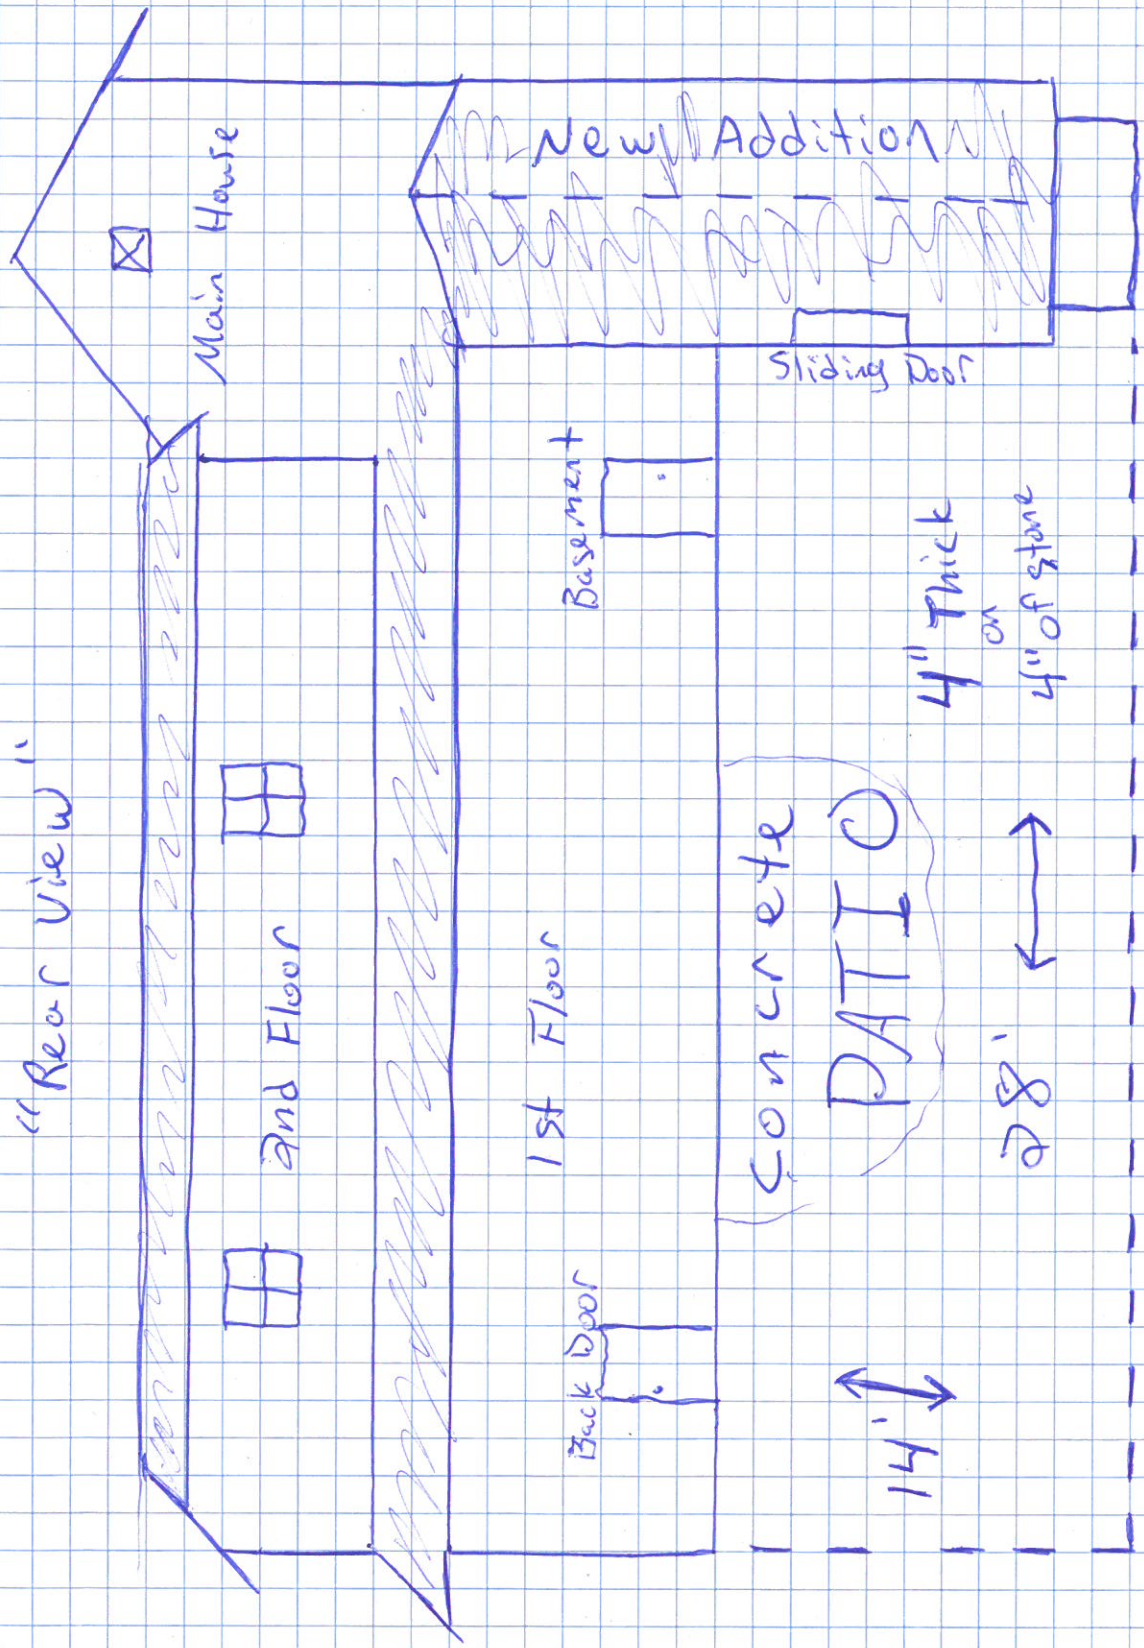 "Rear View"
Main House
New Addition
2nd Floor
1st Floor
Basement
Back Door
Sliding Door
Concrete
PATIO
4" Thick
on
4" of stone
14'
28'